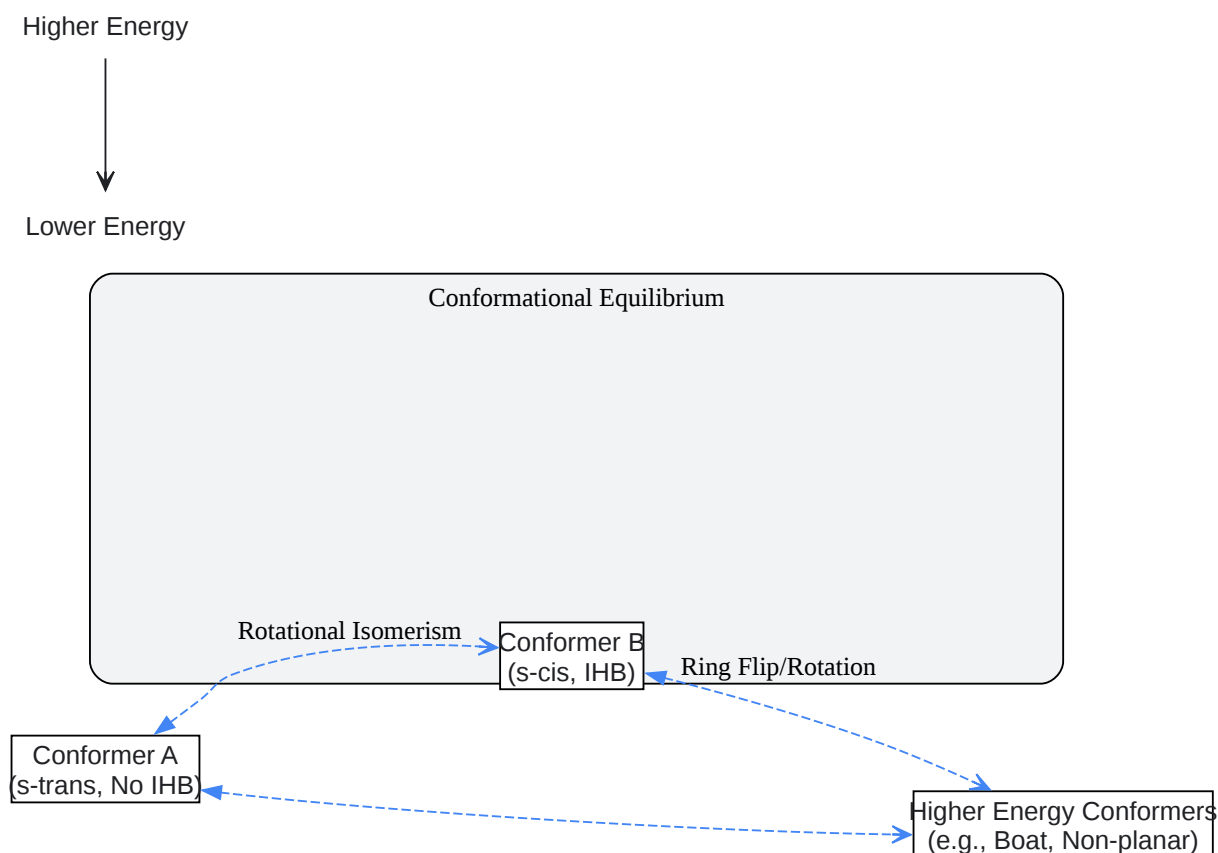 Higher Energy
Lower Energy
Conformational Equilibrium
Rotational Isomerism
Conformer B
(s-cis, IHB)
Ring Flip/Rotation
Conformer A
(s-trans, No IHB)
Higher Energy Conformers
(e.g., Boat, Non-planar)